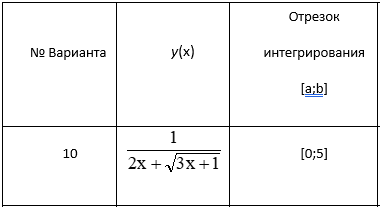 № Варианта
y(x)
Отрезок
интегрирования
[a;b]
10
1
2x + √3x + 1
[0;5]